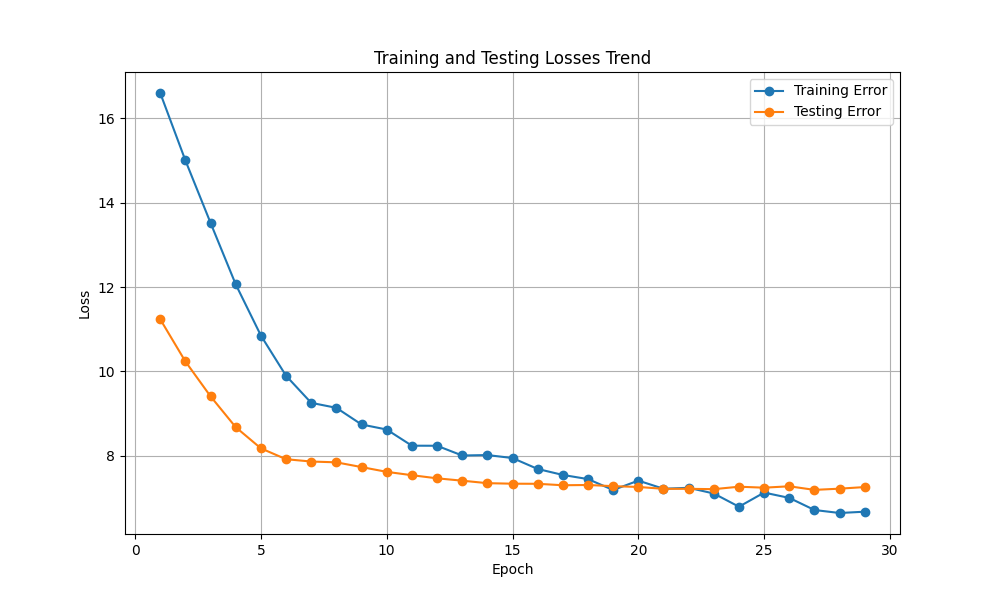 Training and Testing Losses Trend
Training Error
Testing Error
16
14
12
10
8
Loss
0 5 10 15 20 25 30
Epoch